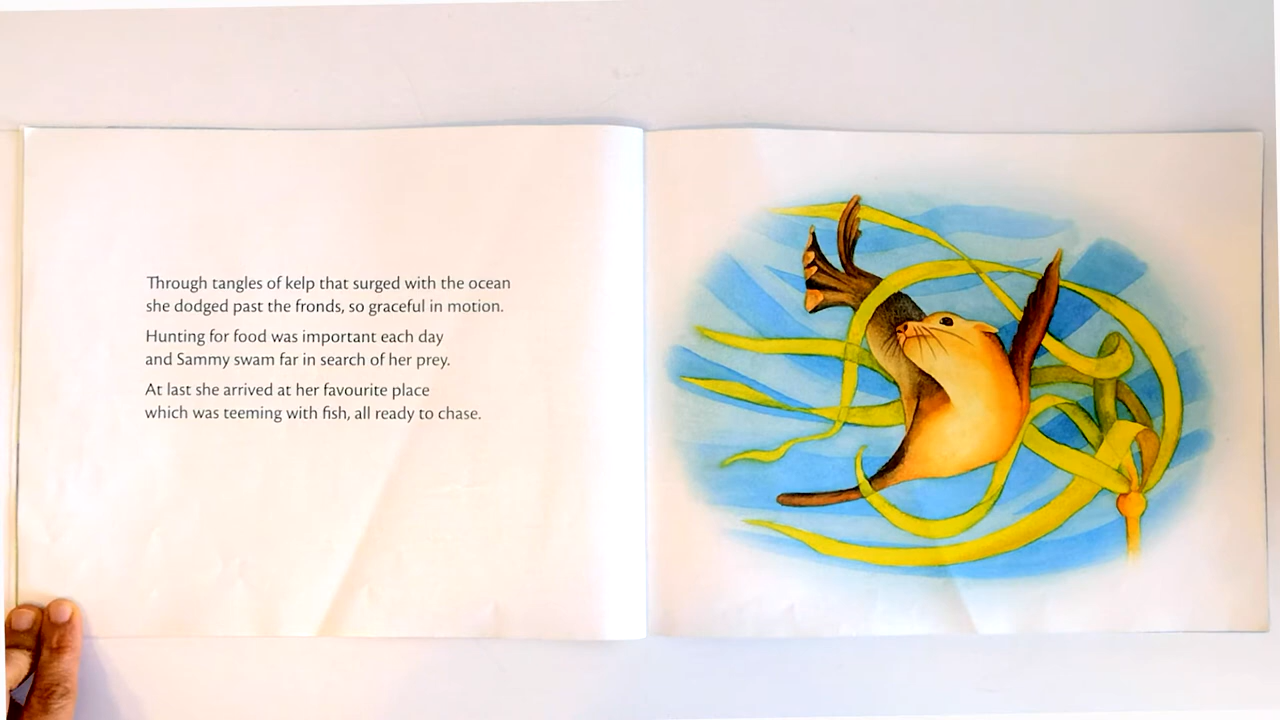 Through tangles of kelp that surged with the ocean
she dodged past the fronds, so graceful in motion.
Hunting for food was important each day
and Sammy swam far in search of her prey.
At last she arrived at her favourite place
which was teeming with fish, all ready to chase.